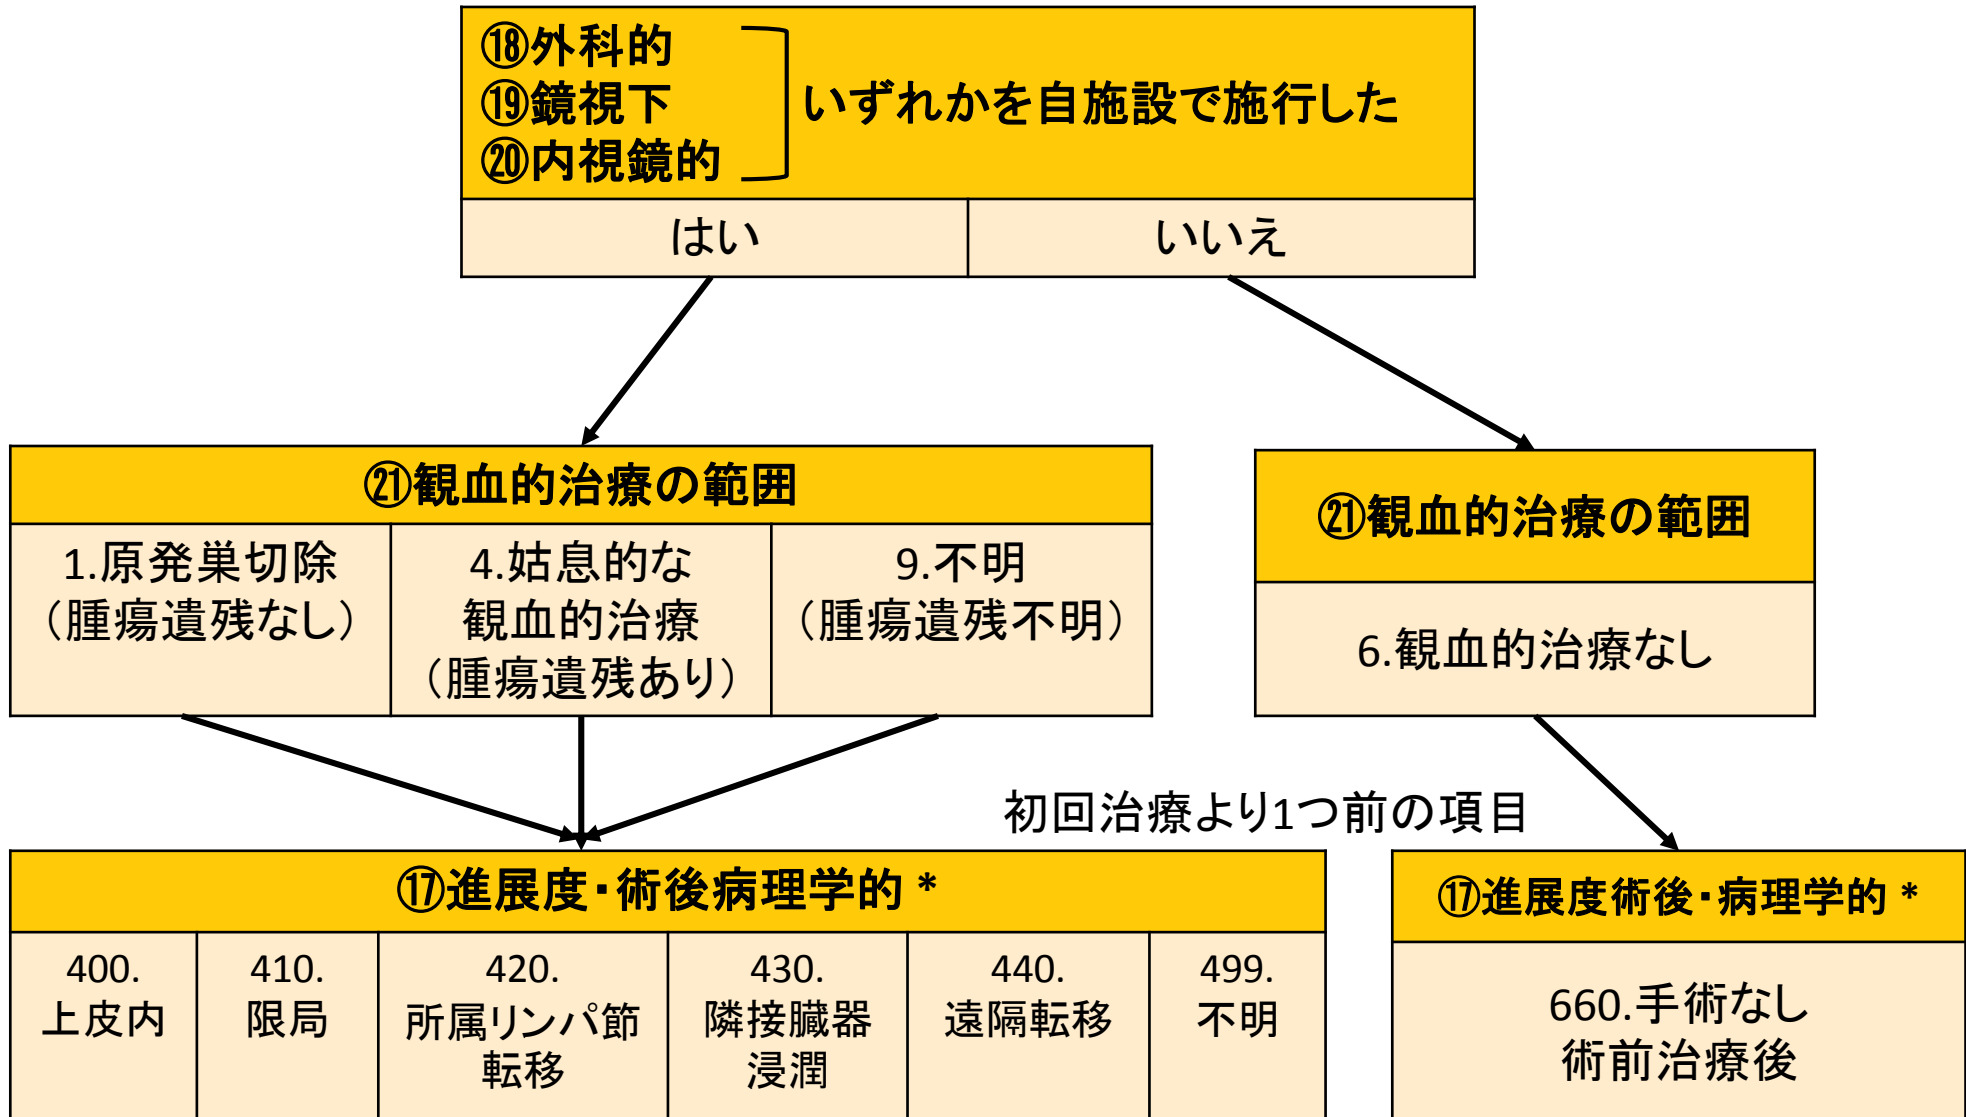 ⑱外科的
⑲鏡視下
⑳内視鏡的
いずれかを自施設で施行した
はい
いいえ
㉑観血的治療の範囲
1.原発巣切除
（腫瘍遺残なし）
4.姑息的な
観血的治療
（腫瘍遺残あり）
9.不明
（腫瘍遺残不明）
㉑観血的治療の範囲
6.観血的治療なし
初回治療より1つ前の項目
⑰進展度・術後病理学的*
400.
上皮内
410.
限局
420.
所属リンパ節
転移
430.
隣接臓器
浸潤
440.
遠隔転移
499.
不明
⑰進展度術後・病理学的*
660.手術なし
術前治療後